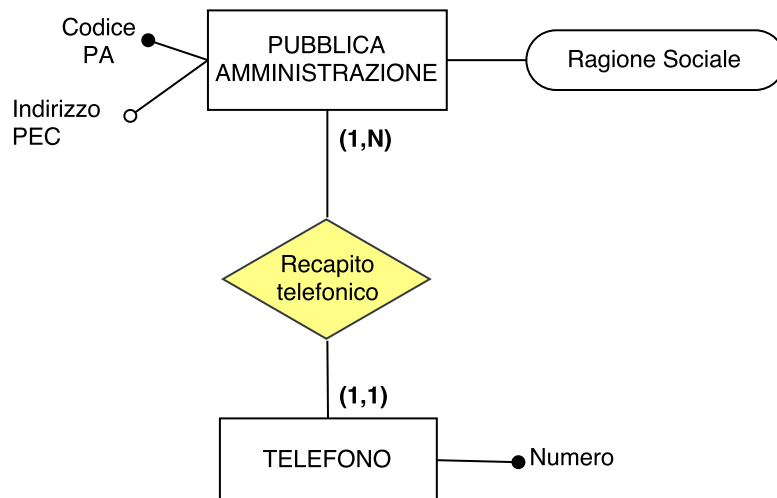 Codice
PA
PUBBLICA
AMMINISTRAZIONE
Ragione Sociale
Indirizzo
PEC
(1,N)
Recapito
telefonico
(1,1)
TELEFONO
Numero